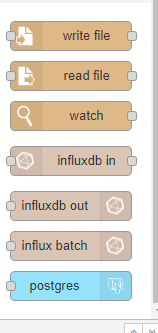 write file
read file
watch
influxdb in
influxdb out
influx batch
postgres